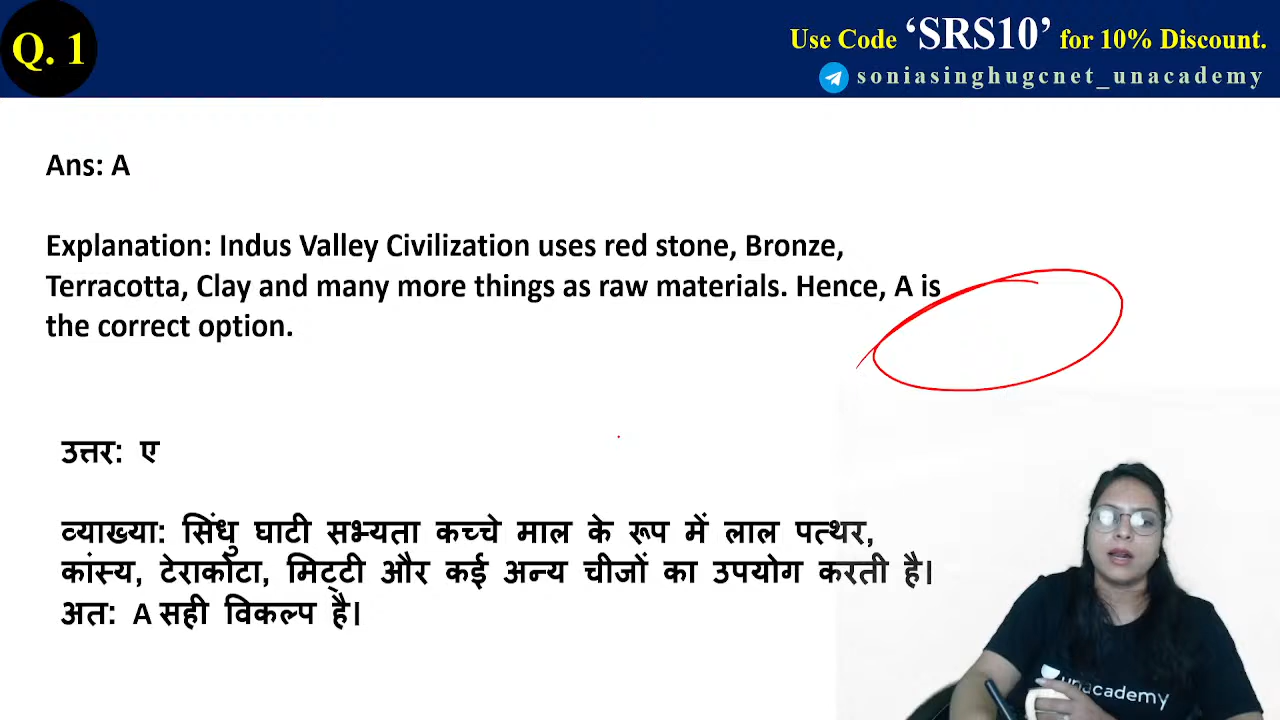 Q. 1
Use Code ‘SRS10’ for 10% Discount.
soniasinghugcnet_unacademy
Ans: A
Explanation: Indus Valley Civilization uses red stone, Bronze,
Terracotta, Clay and many more things as raw materials. Hence, A is
the correct option.
उत्तर: ए
व्याख्या: सिंधु घाटी सभ्यता कच्चे माल के रूप में लाल पत्थर,
कांस्य, टेराकोटा, मिट्टी और कई अन्य चीजों का उपयोग करती है।
अत: A सही विकल्प है।
unacademy